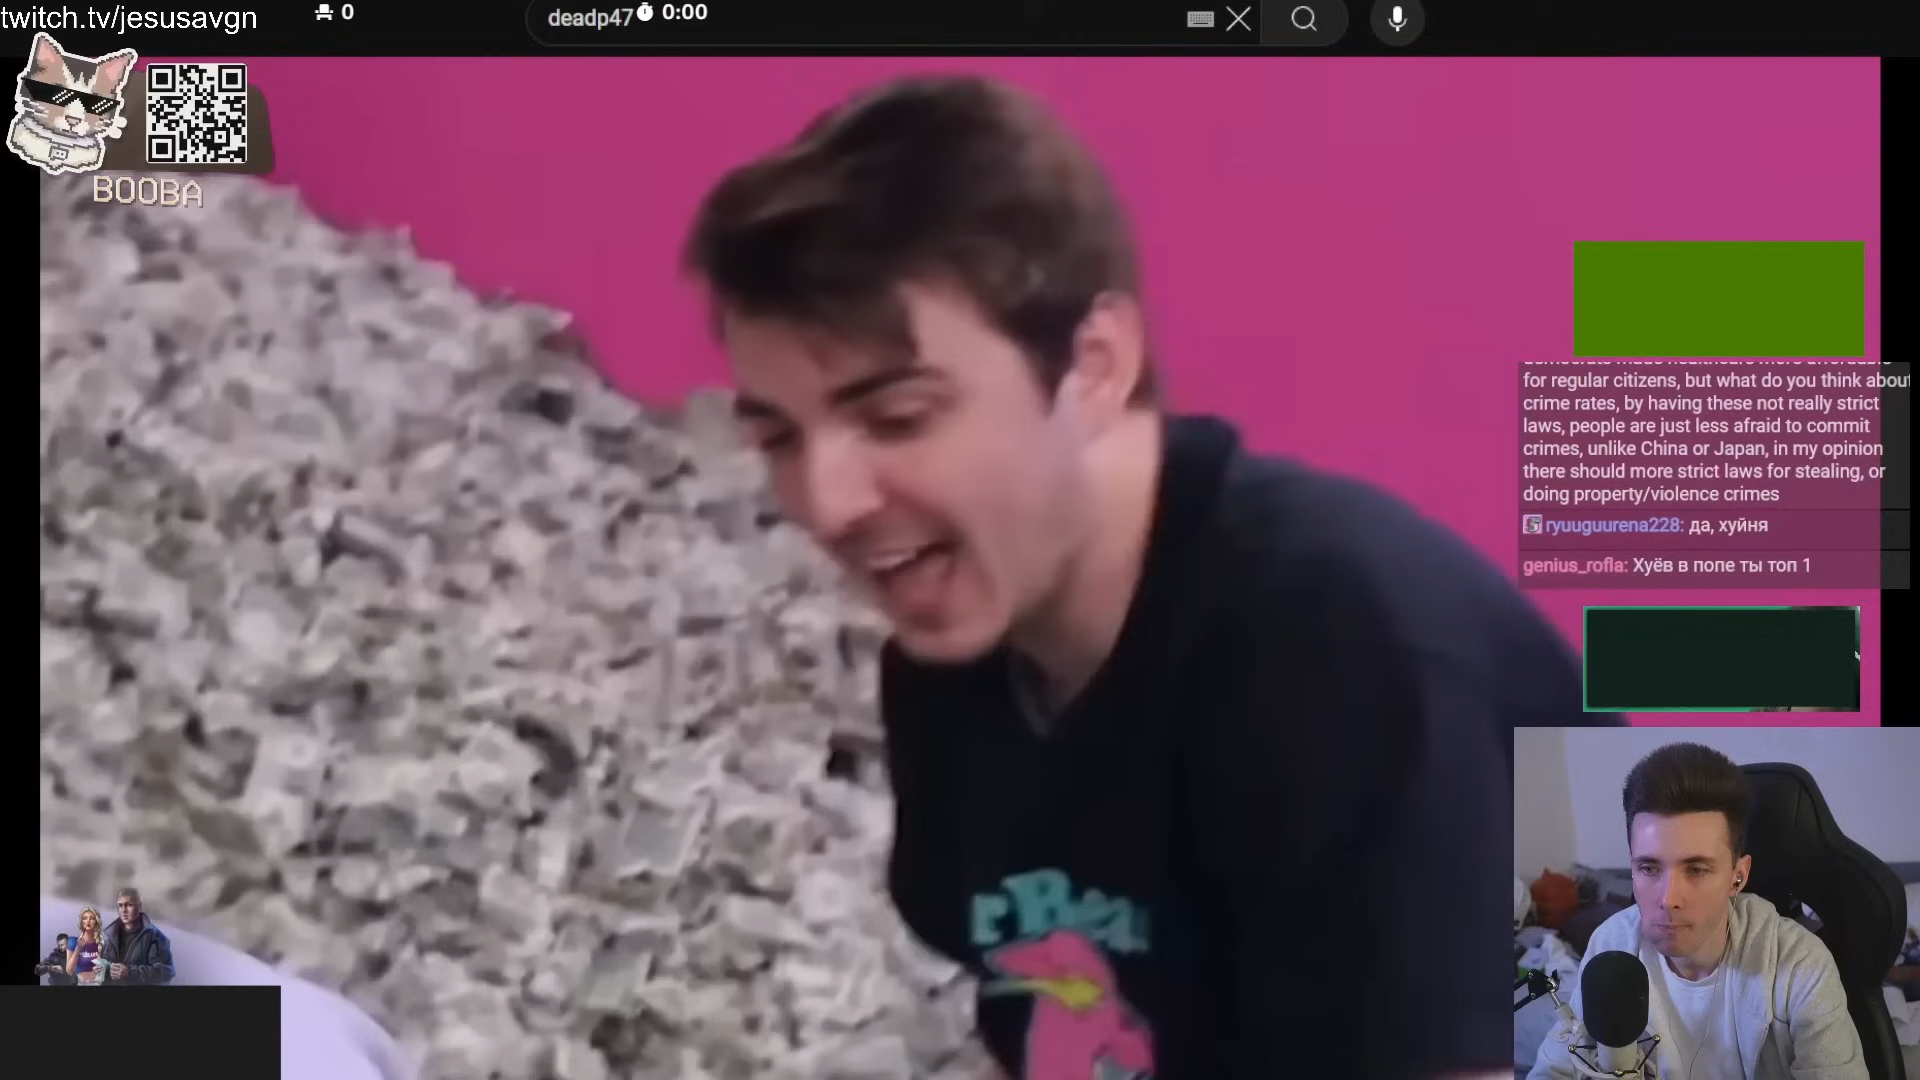 twitch.tv/jesusavgn
0
deadp47
0:00
BOOBA
for regular citizens, but what do you think about
crime rates, by having these not really strict
laws, people are just less afraid to commit
crimes, unlike China or Japan, in my opinion
there should more strict laws for stealing, or
doing property/violence crimes
ryuuguurena228: да, хуйня
genius_rofla: Хуёв в попе ты топ 1